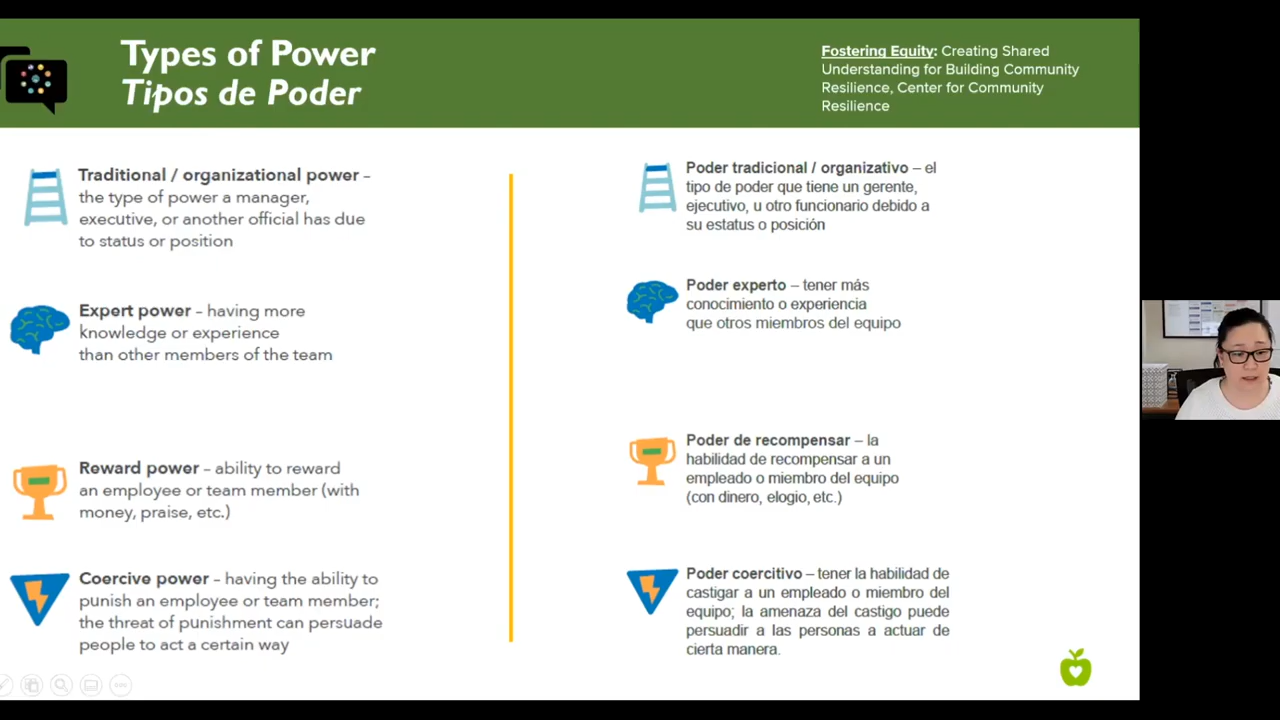 Types of Power
Tipos de Poder
Fostering Equity: Creating Shared
Understanding for Building Community
Resilience, Center for Community
Resilience
Traditional / organizational power –
the type of power a manager,
executive, or another official has due
to status or position
Expert power – having more
knowledge or experience
than other members of the team
Reward power – ability to reward
an employee or team member (with
money, praise, etc.)
Coercive power – having the ability to
punish an employee or team member;
the threat of punishment can persuade
people to act a certain way
Poder tradicional / organizativo – el
tipo de poder que tiene un gerente,
ejecutivo, u otro funcionario debido a
su estatus o posición
Poder experto – tener más
conocimiento o experiencia
que otros miembros del equipo
Poder de recompensar – la
habilidad de recompensar a un
empleado o miembro del equipo
(con dinero, elogio, etc.)
Poder coercitivo – tener la habilidad de
castigar a un empleado o miembro del
equipo; la amenaza del castigo puede
persuadir a las personas a actuar de
cierta manera.